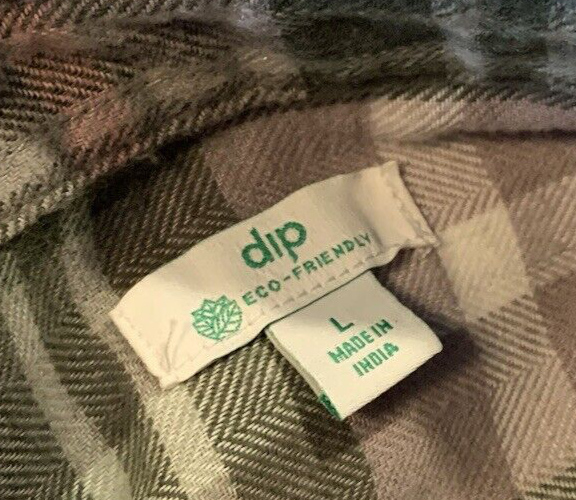 dip
ECO-FRIENDLY
L
MADE IN
INDIA